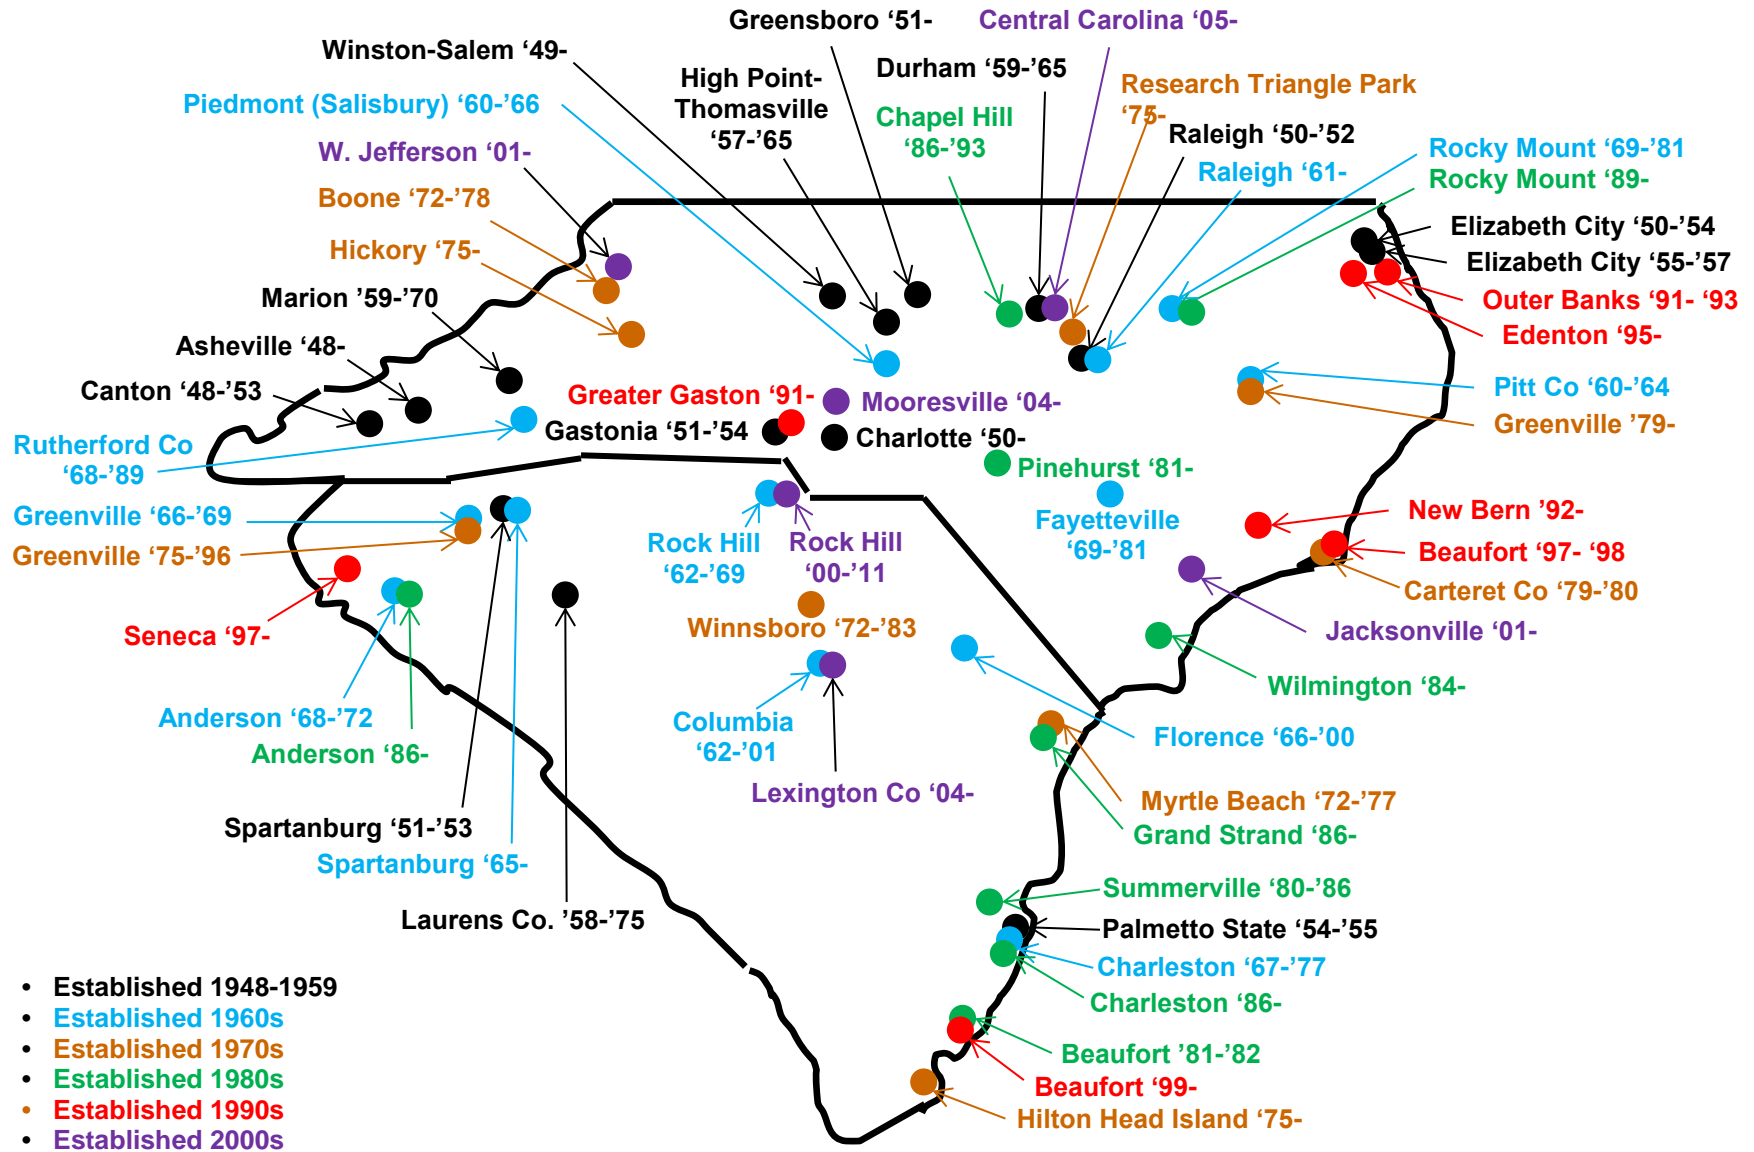 Greensboro ‘51-
Central Carolina ‘05-
Winston-Salem ‘49-
High Point-
Thomasville
‘57-’65
Durham ‘59-’65
Research Triangle Park
‘75-
Piedmont (Salisbury) ‘60-’66
Chapel Hill
‘86-’93
Raleigh ‘50-’52
W. Jefferson ‘01-
Raleigh ‘61-
Rocky Mount ‘69-’81
Rocky Mount ‘89-
Boone ‘72-’78
Hickory ‘75-
Elizabeth City ‘50-’54
Elizabeth City ‘55-’57
Marion ’59-’70
Outer Banks ‘91- ‘93
Edenton ‘95-
Asheville ‘48-
Canton ‘48-’53
Greater Gaston ‘91-
Mooresville ‘04-
Pitt Co ‘60-’64
Greenville ’79-
Rutherford Co
‘68-’89
Gastonia ‘51-’54
Charlotte ‘50-
Pinehurst ‘81-
Greenville ‘66-’69
Greenville ’75-’96
Rock Hill
‘62-’69
Rock Hill
‘00-’11
Fayetteville
‘69-’81
New Bern ’92-
Beaufort ‘97- ‘98
Carteret Co ‘79-’80
Seneca ‘97-
Winnsboro ‘72-’83
Jacksonville ‘01-
Wilmington ‘84-
Anderson ‘68-’72
Anderson ‘86-
Columbia
‘62-’01
Florence ‘66-’00
Lexington Co ‘04-
Myrtle Beach ‘72-’77
Grand Strand ‘86-
Spartanburg ‘51-’53
Spartanburg ‘65-
Summerville ‘80-’86
Laurens Co. ’58-’75
Palmetto State ‘54-’55
Charleston ‘67-’77
Charleston ‘86-
Beaufort ’81-’82
Beaufort ‘99-
Hilton Head Island ‘75-
• Established 1948-1959
• Established 1960s
• Established 1970s
• Established 1980s
• Established 1990s
• Established 2000s